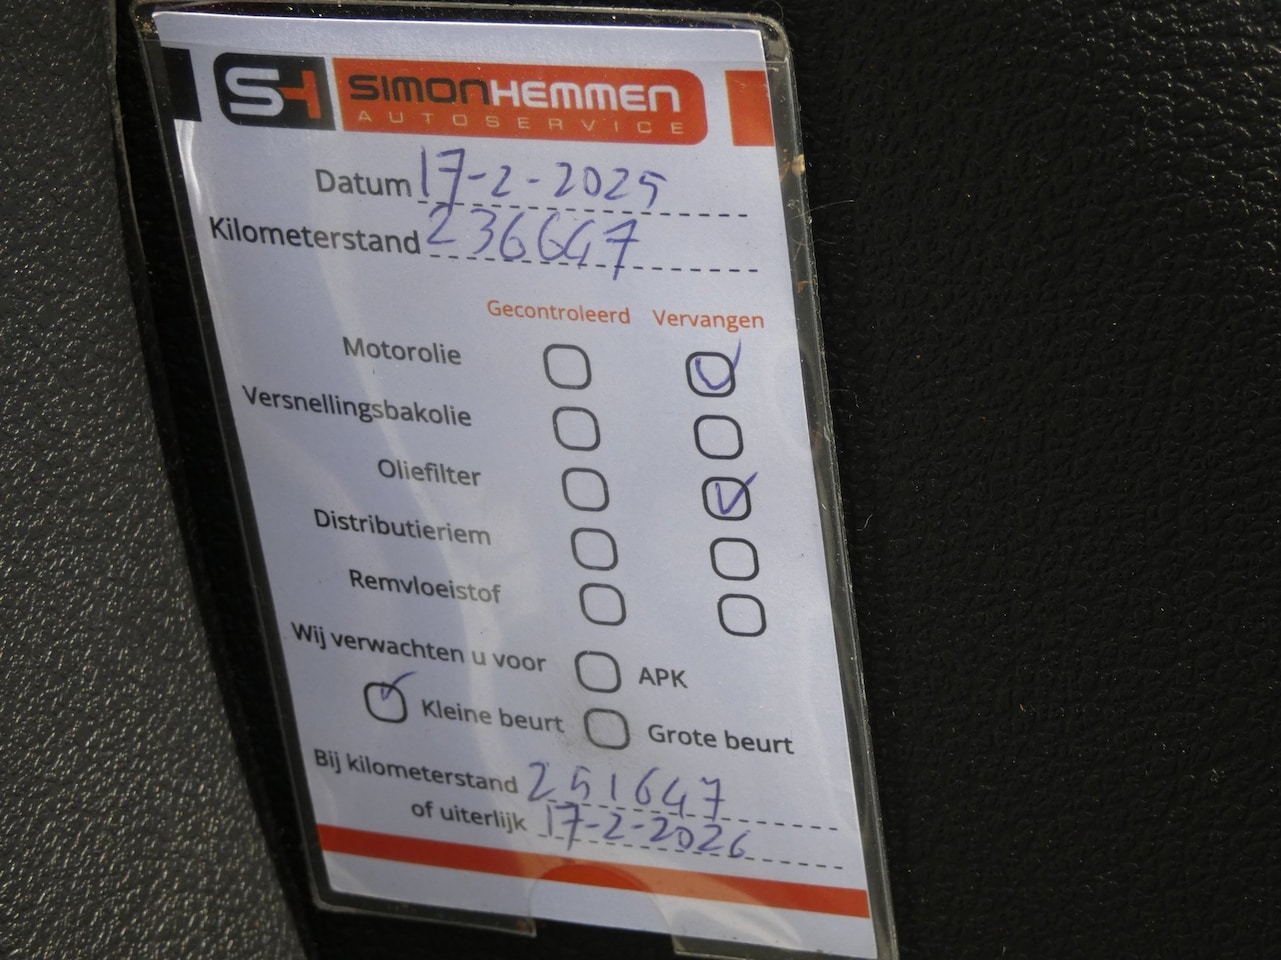 SH SIMONHEMMEN
AUTOSERVICE
Datum 17-2-2025
Kilometerstand 236647
Gecontroleerd Vervangen
Motorolie
Versnellingsbakolie
Oliefilter
Distributieriem
Remvloeistof
Wij verwachten u voor APK
Kleine beurt Grote beurt
Bij kilometerstand 251647
of uiterlijk 17-2-2026